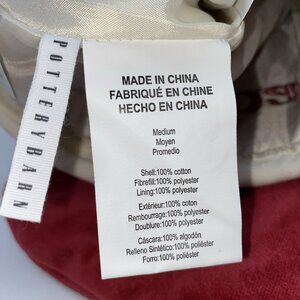 POTTERY BARN
MADE IN CHINA
FABRIQUÉ EN CHINE
HECHO EN CHINA
Medium
Moyen
Promedio
Shell:100% cotton
Fibrefill:100% polyester
Lining:100% polyester
Extérieur:100% coton
Rembourrage:100% polyester
Doublure:100% polyester
Cáscara:100% algodón
Relleno Sintético:100% poliéster
Forro:100% poliéster